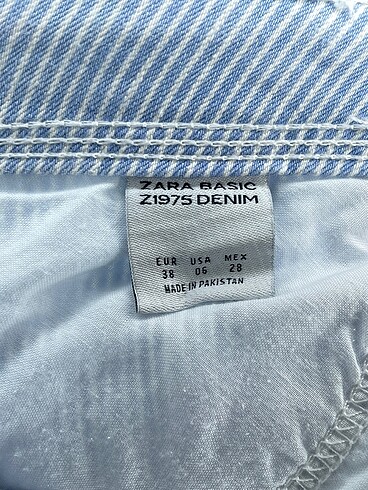 ZARA BASIC
Z1975 DENIM
EUR USA MEX
38 06 28
MADE IN PAKISTAN